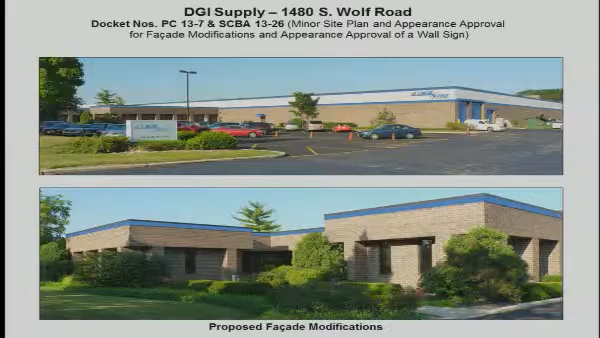 DGI Supply – 1480 S. Wolf Road
Docket Nos. PC 13-7 & SCBA 13-26 (Minor Site Plan and Appearance Approval
for Façade Modifications and Appearance Approval of a Wall Sign)
Proposed Façade Modifications